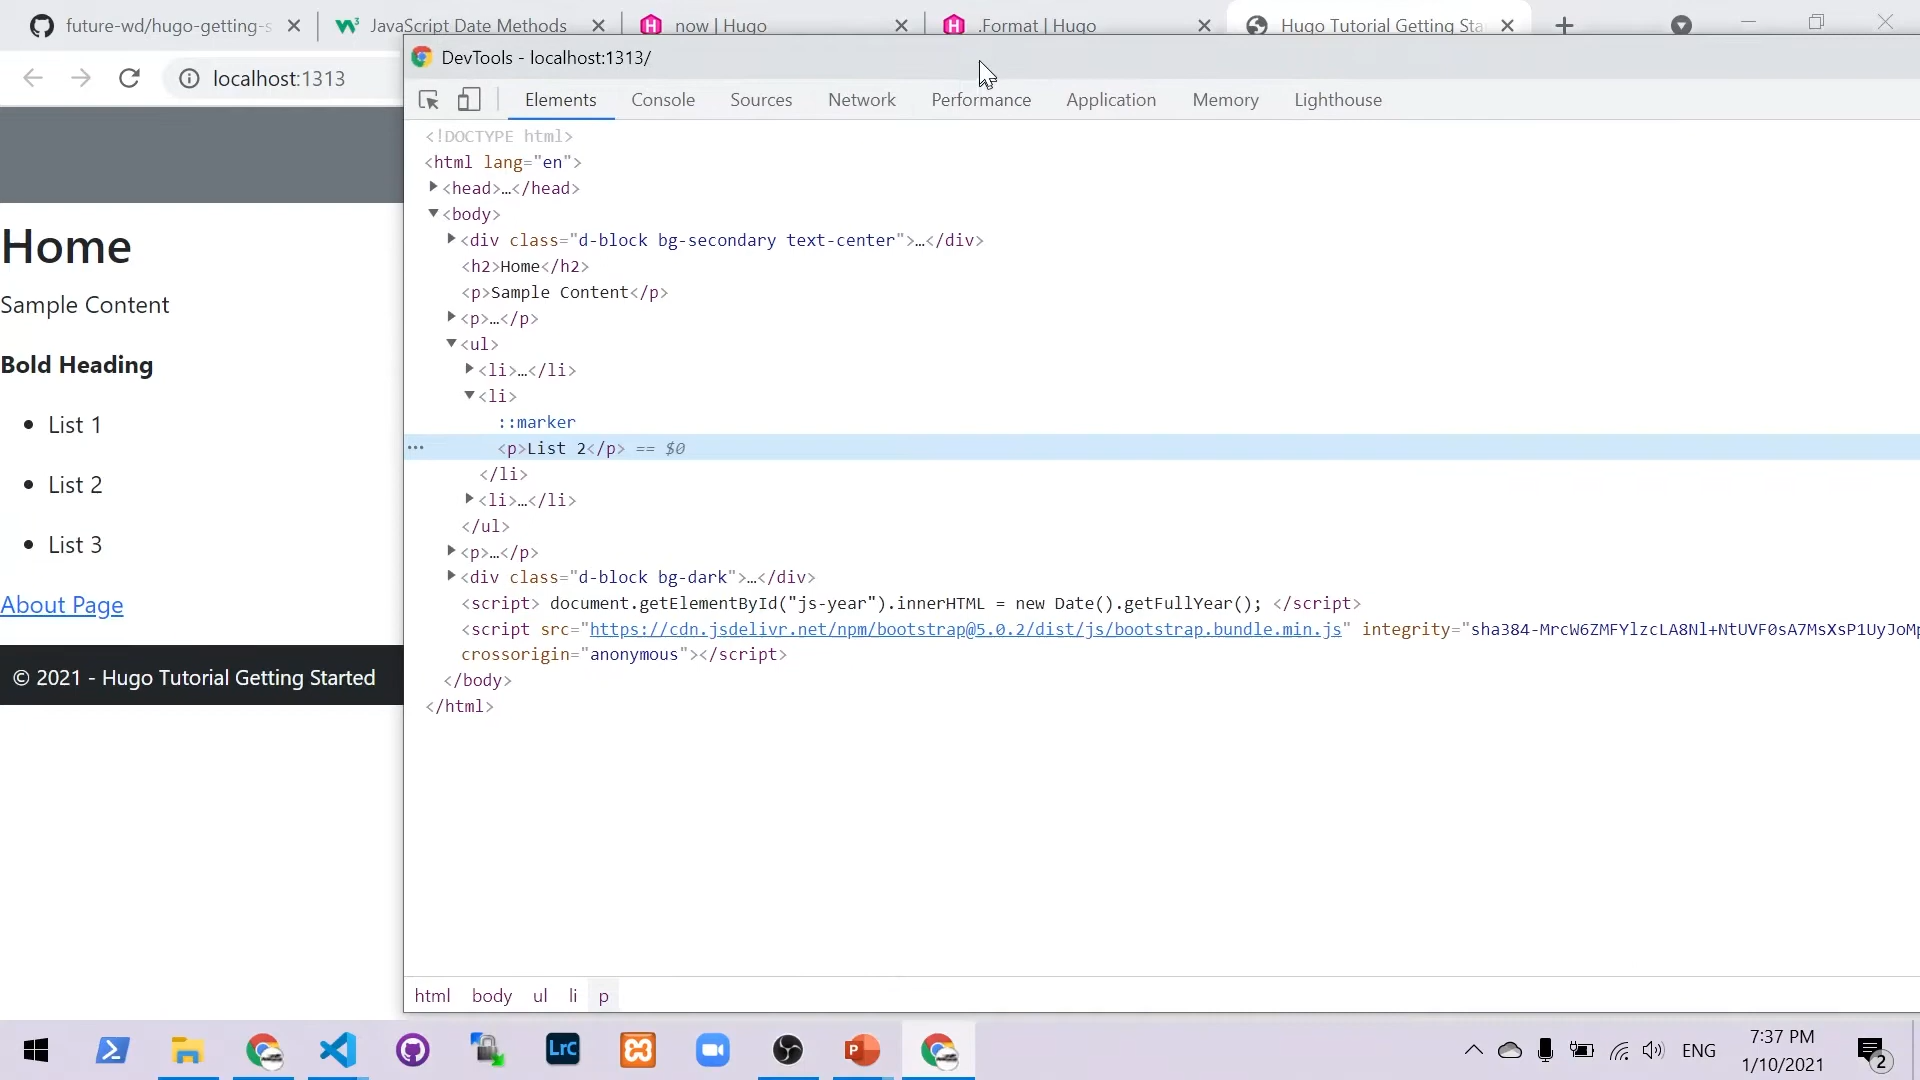 future-wd/hugo-getting-s
JavaScript Date Methods
now | Hugo
.Format | Hugo
Hugo Tutorial Getting Sta
localhost:1313
DevTools - localhost:1313/
Elements Console Sources Network Performance Application Memory Lighthouse
<!DOCTYPE html>
<html lang="en">
<head>…</head>
<body>
<div class="d-block bg-secondary text-center">…</div>
<h2>Home</h2>
<p>Sample Content</p>
<p>…</p>
<ul>
<li>…</li>
<li>
::marker
<p>List 2</p> == $0
</li>
<li>…</li>
</ul>
<p>…</p>
<div class="d-block bg-dark">…</div>
<script> document.getElementById("js-year").innerHTML = new Date().getFullYear(); </script>
<script src="https://cdn.jsdelivr.net/npm/bootstrap@5.0.2/dist/js/bootstrap.bundle.min.js" integrity="sha384-MrcW6ZMFYlzcLA8Nl+NtUVF0sA7MsXsP1UyJoMp
crossorigin="anonymous"></script>
</body>
</html>
html body ul li p
Home
Sample Content
Bold Heading
• List 1
• List 2
• List 3
About Page
© 2021 - Hugo Tutorial Getting Started
LrC
P
ENG
7:37 PM
1/10/2021
2